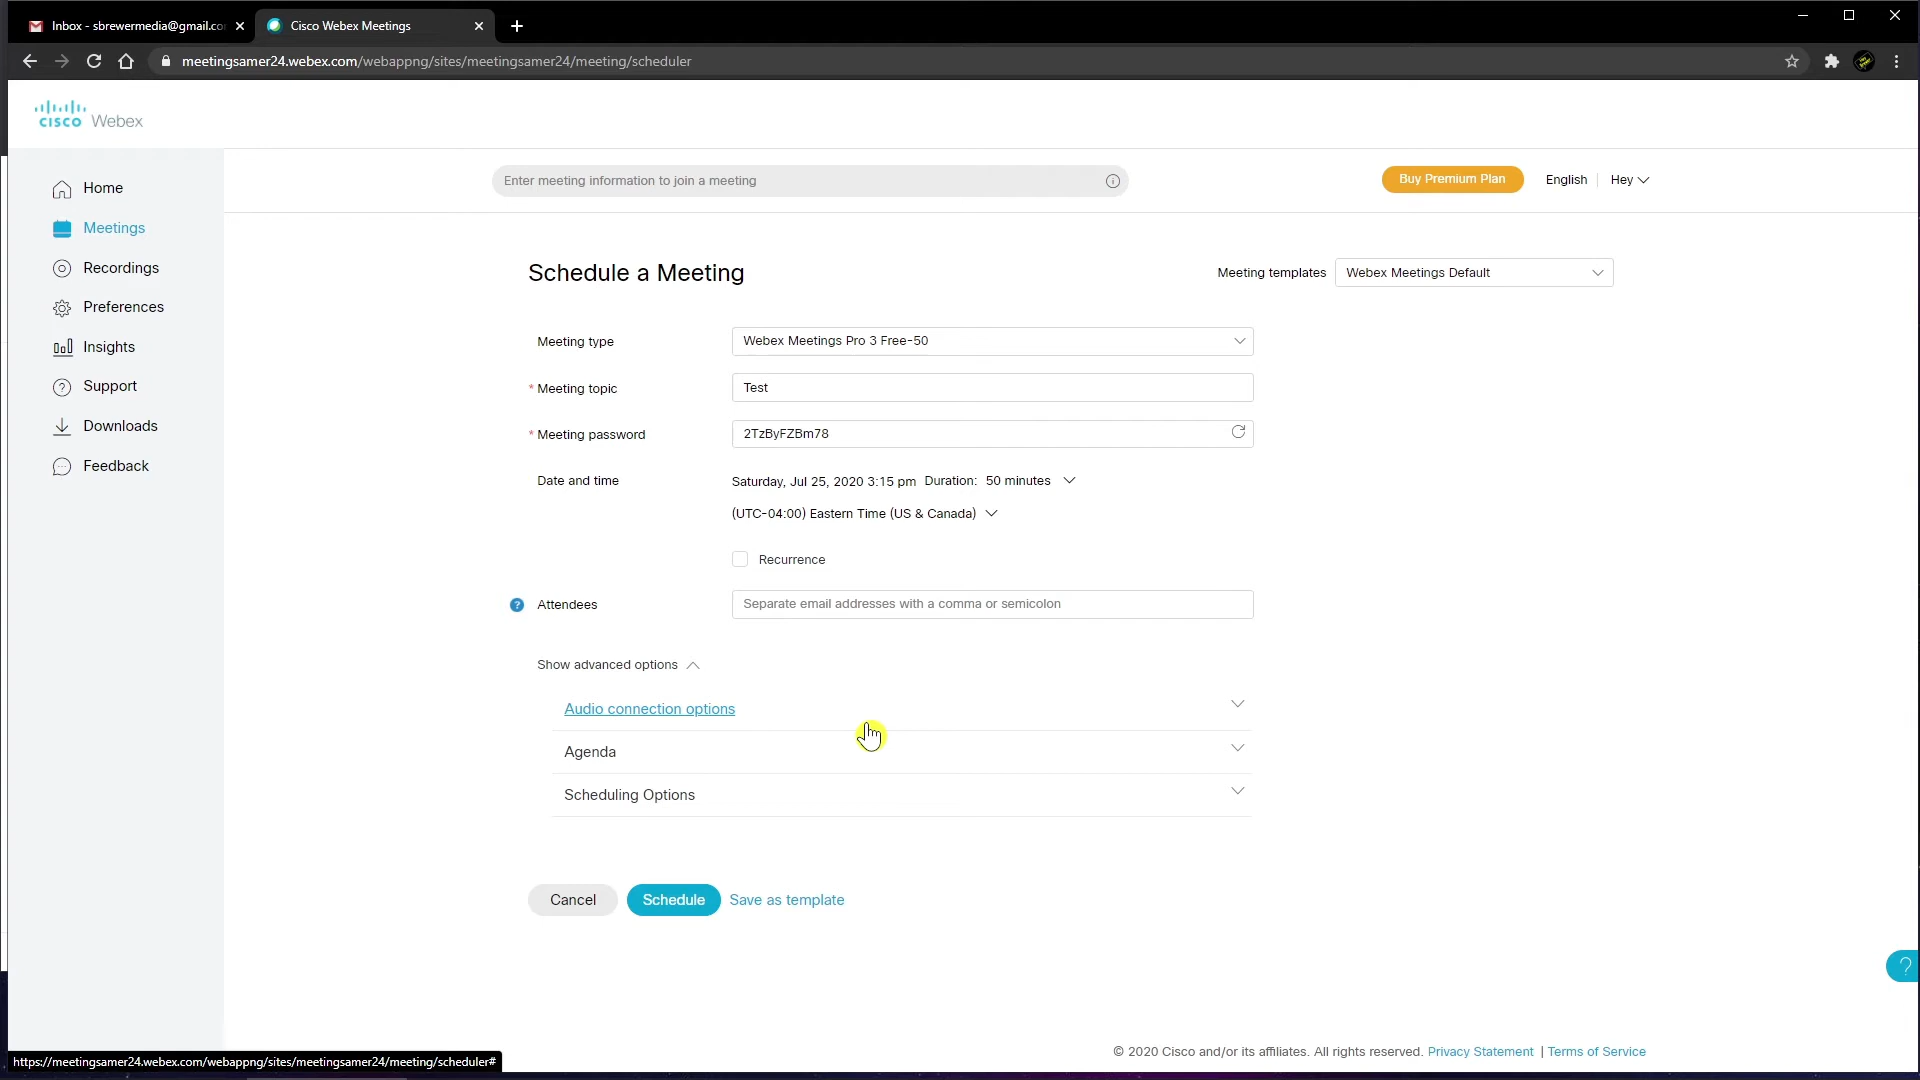 Inbox - sbrewermedia@gmail.co
Cisco Webex Meetings
meetingsamer24.webex.com/webappng/sites/meetingsamer24/meeting/scheduler
cisco Webex
Enter meeting information to join a meeting
Buy Premium Plan
English
Hey
Home
Meetings
Recordings
Preferences
Insights
Support
Downloads
Feedback
Schedule a Meeting
Meeting templates Webex Meetings Default
Meeting type Webex Meetings Pro 3 Free-50
* Meeting topic Test
* Meeting password 2TzByFZBm78
Date and time Saturday, Jul 25, 2020 3:15 pm Duration: 50 minutes
(UTC-04:00) Eastern Time (US & Canada)
Recurrence
? Attendees Separate email addresses with a comma or semicolon
Show advanced options
Audio connection options
Agenda
Scheduling Options
Cancel Schedule Save as template
?
© 2020 Cisco and/or its affiliates. All rights reserved. Privacy Statement | Terms of Service
https://meetingsamer24.webex.com/webappng/sites/meetingsamer24/meeting/scheduler#